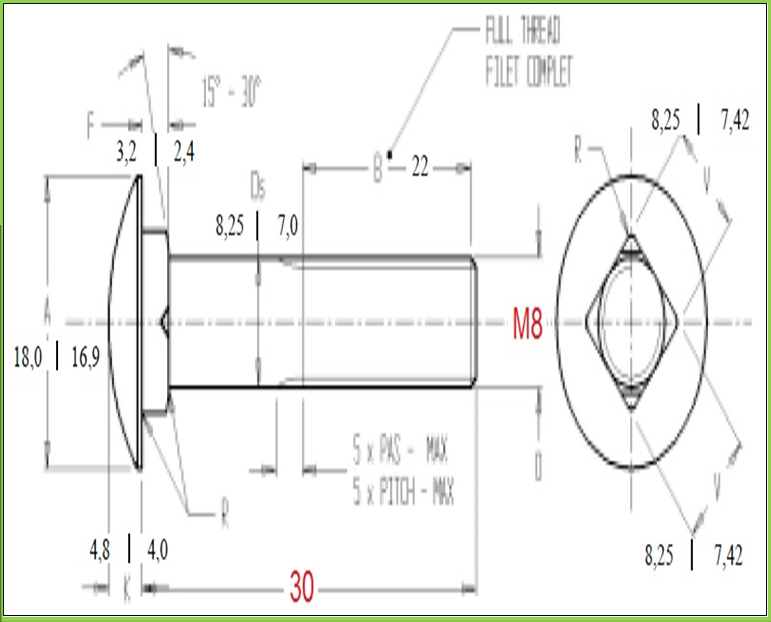 FULL THREAD
FILET COMPLET
15° - 30°
F
3,2 | 2,4
B 22
Ds
8,25 | 7,0
A
18,0 | 16,9
M8
D
5 x PAS - MAX
5 x PITCH - MAX
R
4,8 | 4,0
K
30
8,25 | 7,42
R
V
V
8,25 | 7,42